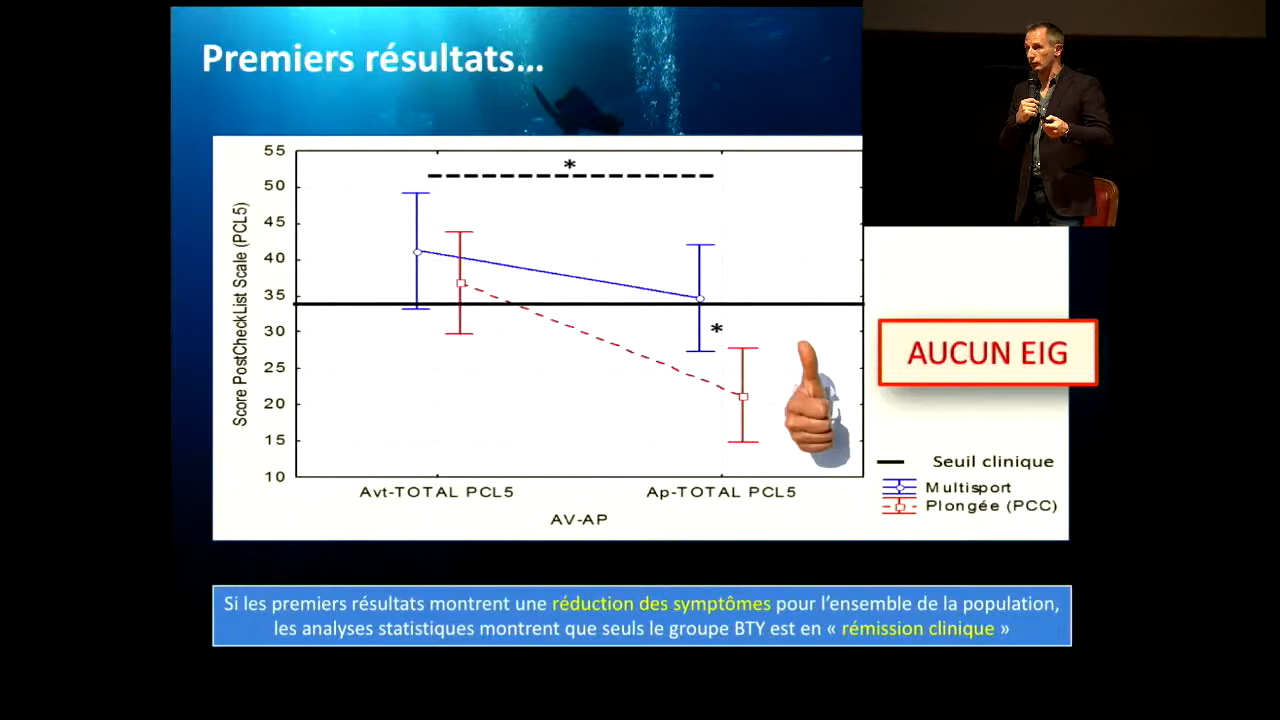 Premiers résultats...
*
55
50
45
40
35
30
25
20
15
10
Score PostCheckList Scale (PCL5)
*
Avt-TOTAL PCL5
Ap-TOTAL PCL5
AV-AP
AUCUN EIG
Seuil clinique
Multisport
Plongée (PCC)
Si les premiers résultats montrent une réduction des symptômes pour l'ensemble de la population,
les analyses statistiques montrent que seuls le groupe BTY est en « rémission clinique »